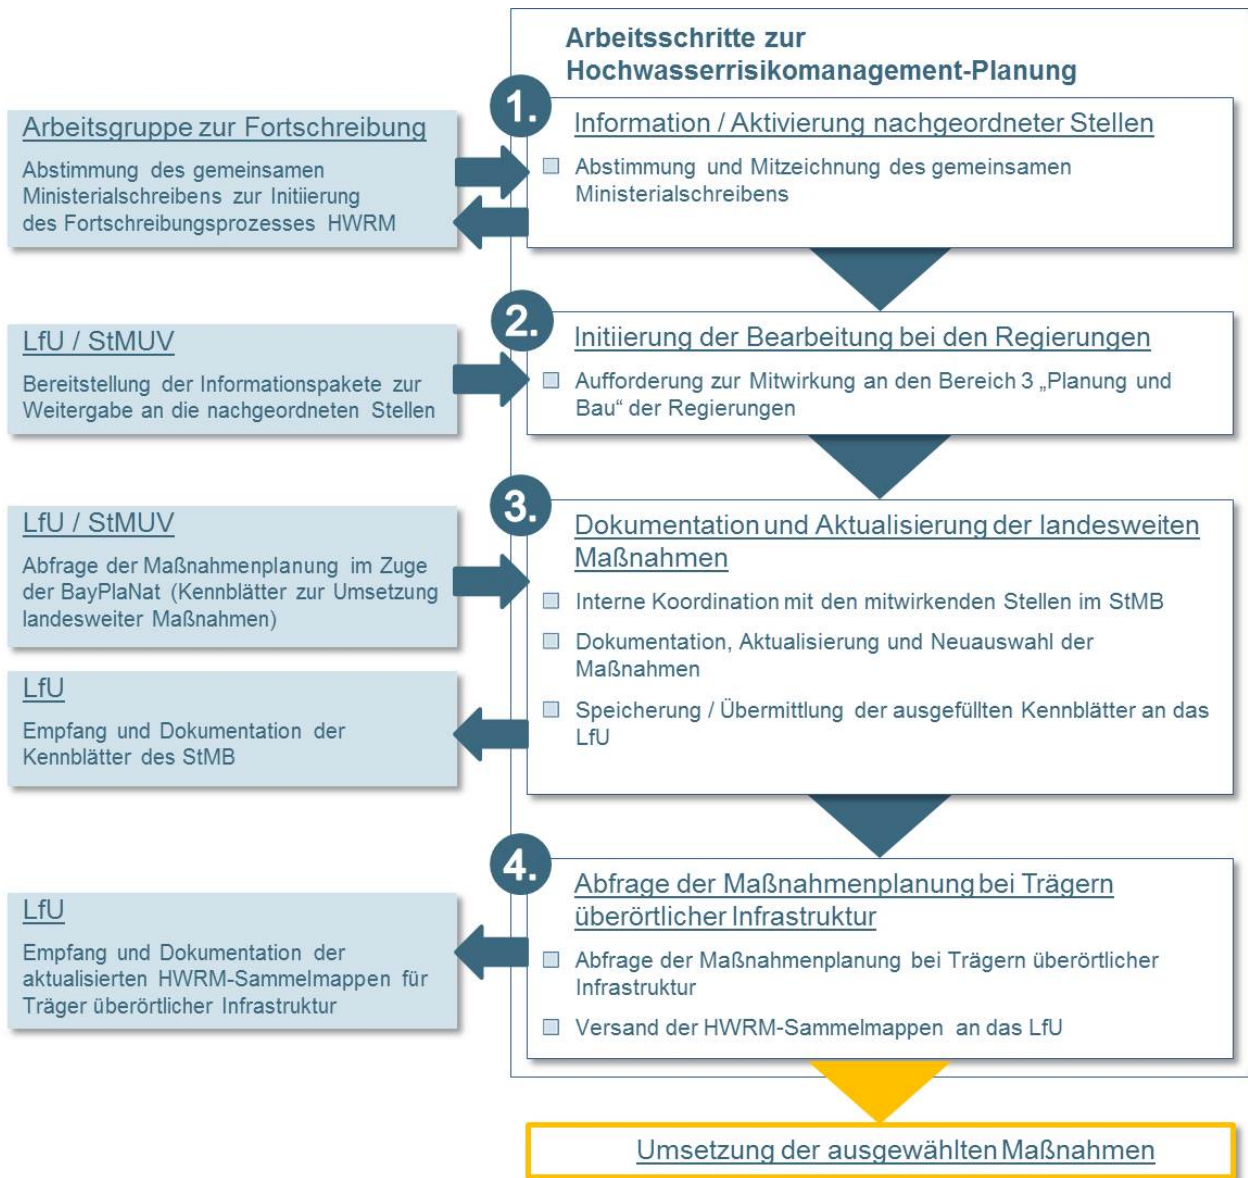 Arbeitsschritte zur
Hochwasserrisikomanagement-Planung
Arbeitsgruppe zur Fortschreibung
Abstimmung des gemeinsamen
Ministerialschreibens zur Initiierung
des Fortschreibungsprozesses HWRM
1.
Information / Aktivierung nachgeordneter Stellen
Abstimmung und Mitzeichnung des gemeinsamen
Ministerialschreibens
LfU / StMUV
Bereitstellung der Informationspakete zur
Weitergabe an die nachgeordneten Stellen
2.
Initiierung der Bearbeitung bei den Regierungen
Aufforderung zur Mitwirkung an den Bereich 3 „Planung und
Bau“ der Regierungen
LfU / StMUV
Abfrage der Maßnahmenplanung im Zuge
der BayPlaNat (Kennblätter zur Umsetzung
landesweiter Maßnahmen)
LfU
Empfang und Dokumentation der
Kennblätter des StMB
3.
Dokumentation und Aktualisierung der landesweiten
Maßnahmen
Interne Koordination mit den mitwirkenden Stellen im StMB
Dokumentation, Aktualisierung und Neuauswahl der
Maßnahmen
Speicherung / Übermittlung der ausgefüllten Kennblätter an das
LfU
LfU
Empfang und Dokumentation der
aktualisierten HWRM-Sammelmappen für
Träger überörtlicher Infrastruktur
4.
Abfrage der Maßnahmenplanung bei Trägern
überörtlicher Infrastruktur
Abfrage der Maßnahmenplanung bei Trägern überörtlicher
Infrastruktur
Versand der HWRM-Sammelmappen an das LfU
Umsetzung der ausgewählten Maßnahmen